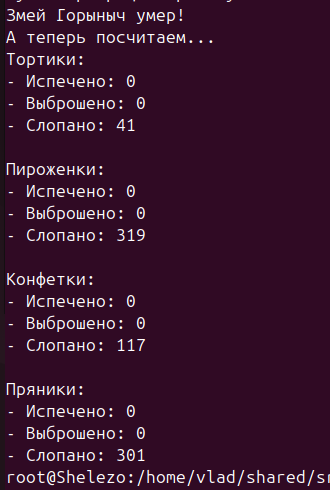 Змей Горыныч умер!
А теперь посчитаем...
Тортики:
- Испечено: 0
- Выброшено: 0
- Слопано: 41
Пироженки:
- Испечено: 0
- Выброшено: 0
- Слопано: 319
Конфетки:
- Испечено: 0
- Выброшено: 0
- Слопано: 117
Пряники:
- Испечено: 0
- Выброшено: 0
- Слопано: 301
root@Shelezo:/home/vlad/shared/